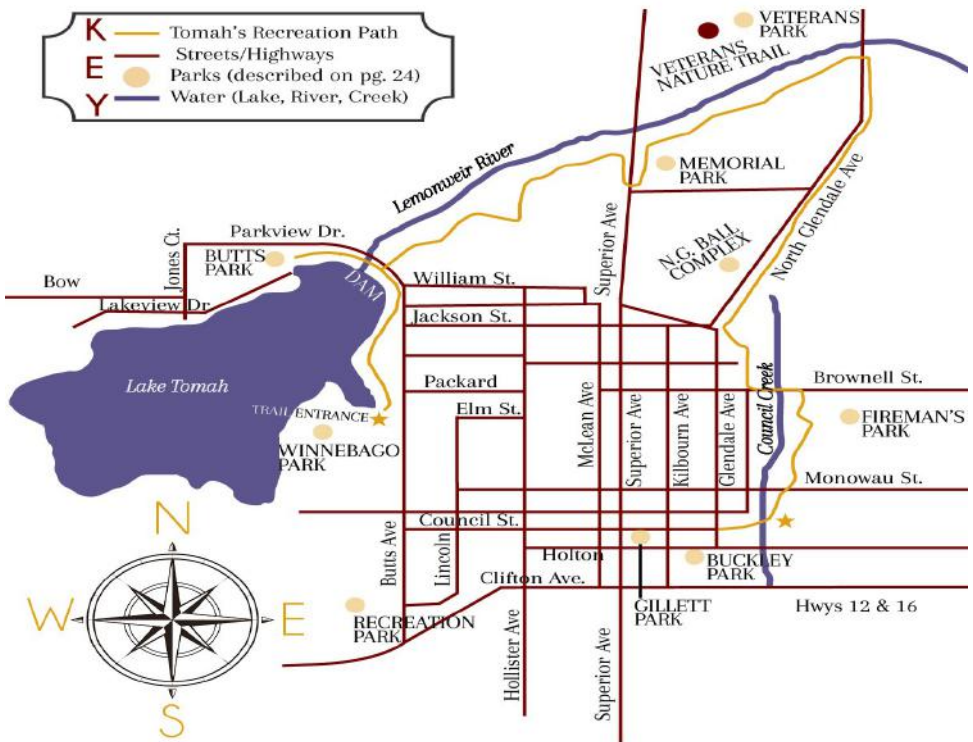 K Tomah's Recreation Path
Streets/Highways
E Parks (described on pg. 24)
Y Water (Lake, River, Creek)
VETERANS
PARK
VETERANS
NATURE TRAIL
Lemonweir River
MEMORIAL
PARK
North Glendale Ave
Superior Ave
N.G. BALL
COMPLEX
Parkview Dr.
Jones Ct.
BUTTS
PARK
DAM
Bow
Lakeview Dr.
William St.
Jackson St.
Lake Tomah
Packard
Brownell St.
TRAIL ENTRANCE
Elm St.
McLean Ave
Superior Ave
Kilbourn Ave
Glendale Ave
Council Creek
FIREMAN'S
PARK
WINNEBAGO
PARK
Monowau St.
N
Council St.
Butts Ave
Lincoln
Holton
BUCKLEY
PARK
Clifton Ave.
W
E
RECREATION
PARK
GILLETT
PARK
Hwys 12 & 16
Hollister Ave
Superior Ave
S